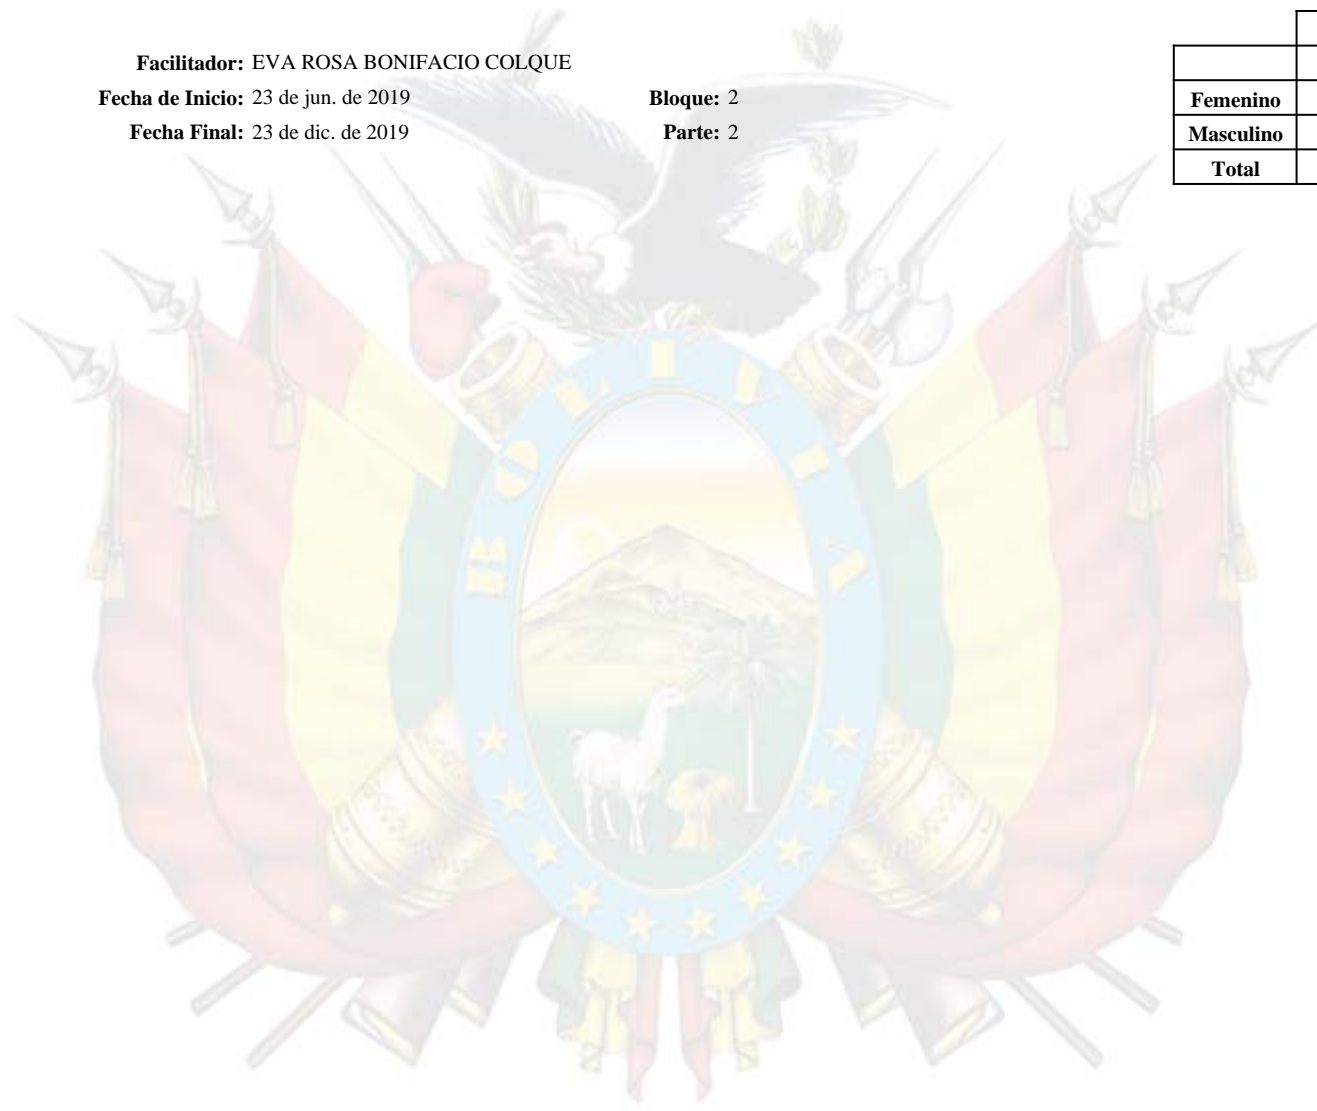 Facilitador: EVA ROSA BONIFACIO COLQUE
Fecha de Inicio: 23 de jun. de 2019 Bloque: 2
Fecha Final: 23 de dic. de 2019 Parte: 2
Femenino
Masculino
Total
BOLIVIA